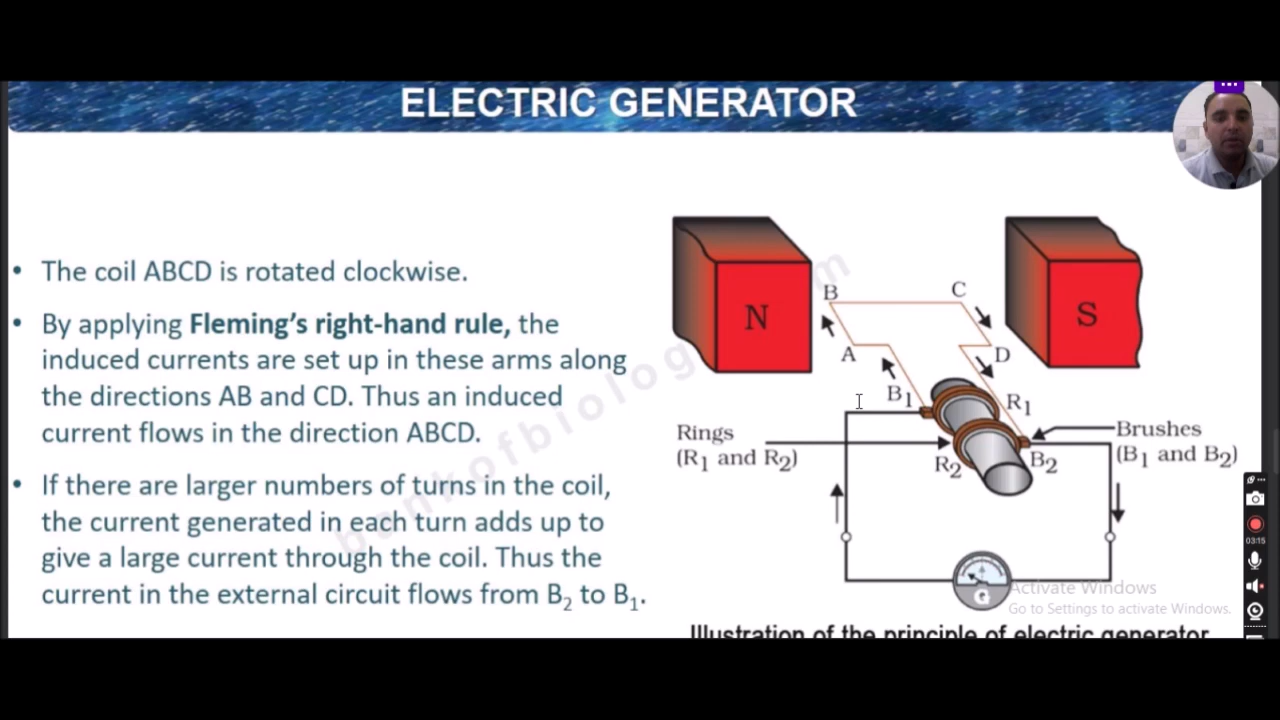 ELECTRIC GENERATOR
• The coil ABCD is rotated clockwise.
• By applying Fleming's right-hand rule, the
induced currents are set up in these arms along
the directions AB and CD. Thus an induced
current flows in the direction ABCD.
• If there are larger numbers of turns in the coil,
the current generated in each turn adds up to
give a large current through the coil. Thus the
current in the external circuit flows from B₂ to B₁.
N
S
B
C
A
D
B₁
R₁
Rings
(R₁ and R₂)
R₂
B₂
Brushes
(B₁ and B₂)
G
Activate Windows
Go to Settings to activate Windows.
Illustration of the principle of electric generator
03:15